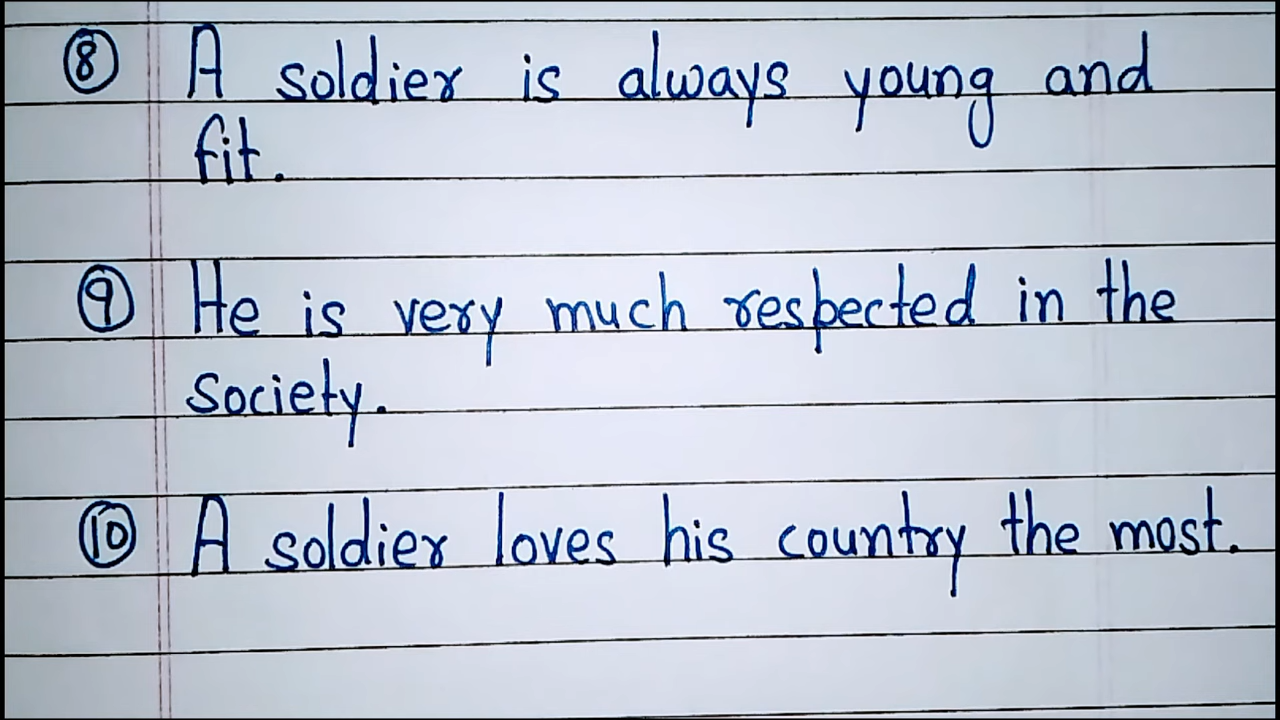 ⑧ A soldier is always young and
fit.
⑨ He is very much respected in the
society.
⑩ A soldier loves his country the most.